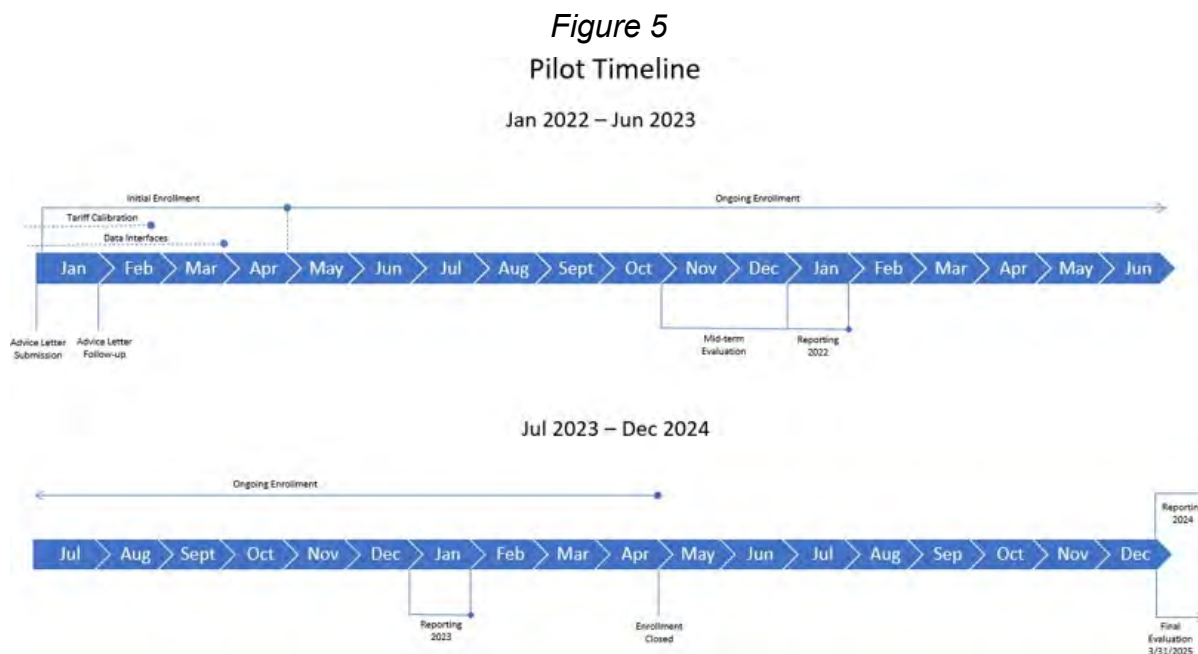 Figure 5
Pilot Timeline
Jan 2022 – Jun 2023
Initial Enrollment
Ongoing Enrollment
Tariff Calibration
Data Interfaces
Jan Feb Mar Apr May Jun Jul Aug Sept Oct Nov Dec Jan Feb Mar Apr May Jun
Advice Letter
Submission
Advice Letter
Follow-up
Mid-term
Evaluation
Reporting
2022
Jul 2023 – Dec 2024
Ongoing Enrollment
Reportin
2024
Jul Aug Sept Oct Nov Dec Jan Feb Mar Apr May Jun Jul Aug Sep Oct Nov Dec
Reporting
2023
Enrollment
Closed
Final
Evaluation
3/31/2025